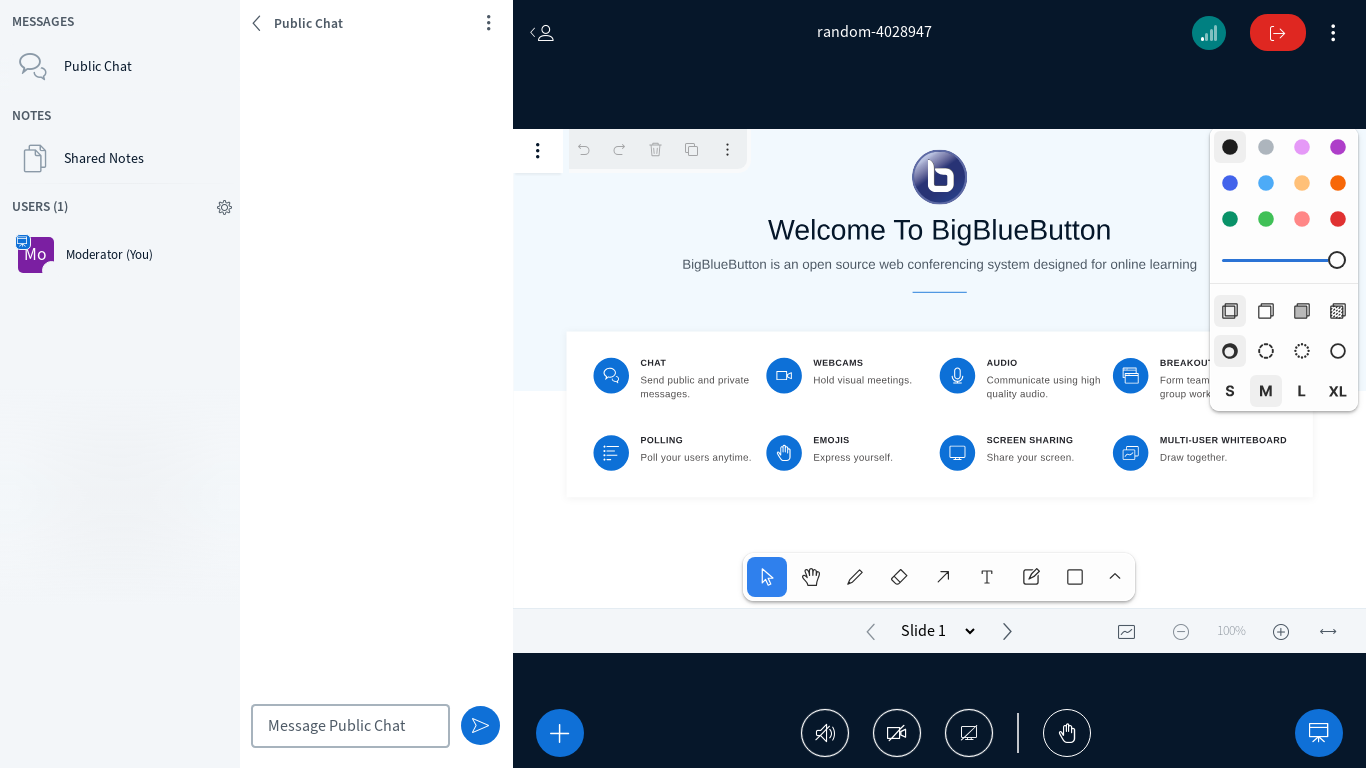 MESSAGES
Public Chat
NOTES
Shared Notes
USERS (1)
Mo
Moderator (You)
Public Chat
Message Public Chat
random-4028947
Welcome To BigBlueButton
BigBlueButton is an open source web conferencing system designed for online learning
CHAT
Send public and private
messages.
WEBCAMS
Hold visual meetings.
AUDIO
Communicate using high
quality audio.
BREAKOUT
Form team
group work
POLLING
Poll your users anytime.
EMOJIS
Express yourself.
SCREEN SHARING
Share your screen.
MULTI-USER WHITEBOARD
Draw together.
S M L XL
Slide 1
100%